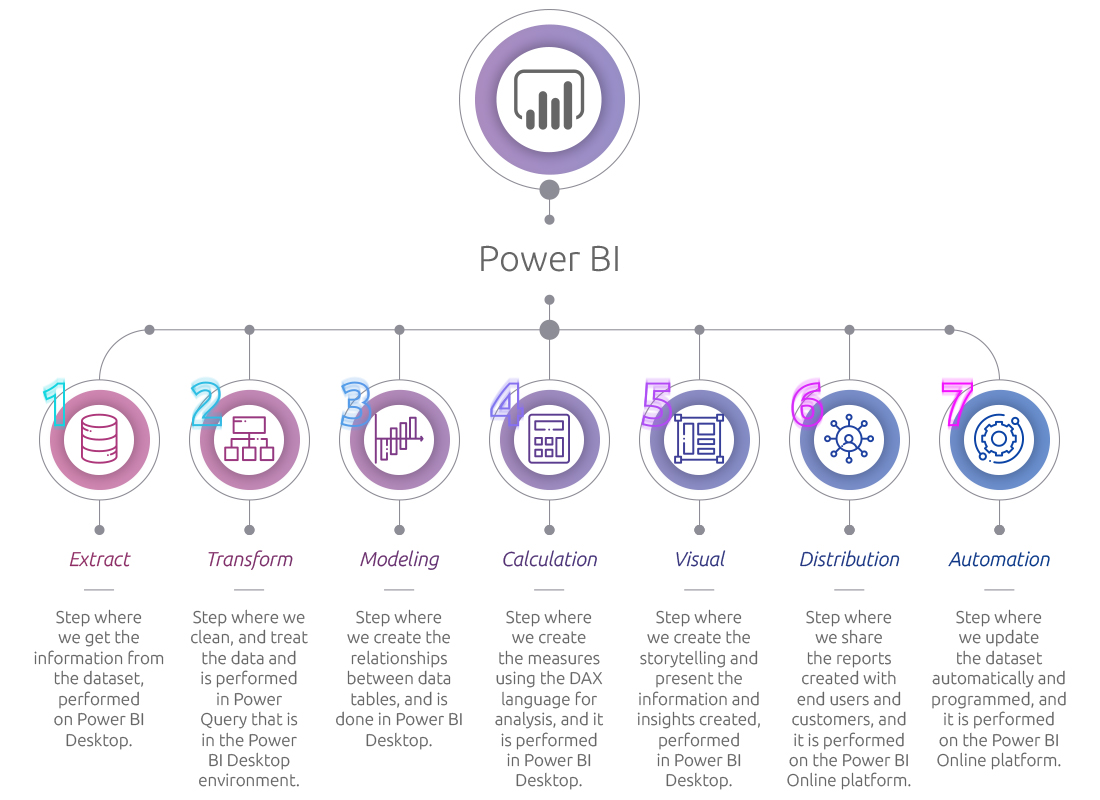 Power BI
1
2
3
4
5
6
7
Extract
Step where
we get the
information from
the dataset,
performed
on Power BI
Desktop.
Transform
Step where we
clean, and treat
the data and
is performed
in Power
Query that is
in the Power
BI Desktop
environment.
Modeling
Step where
we create the
relationships
between data
tables, and is
done in Power BI
Desktop.
Calculation
Step where
we create
the measures
using the DAX
language for
analysis, and it
is performed
in Power BI
Desktop.
Visual
Step where
we create the
storytelling and
present the
information and
insights created,
performed
in Power BI
Desktop.
Distribution
Step where
we share
the reports
created with
end users and
customers, and
it is performed
on the Power BI
Online platform.
Automation
Step where
we update
the dataset
automatically and
programmed, and
it is performed
on the Power BI
Online platform.